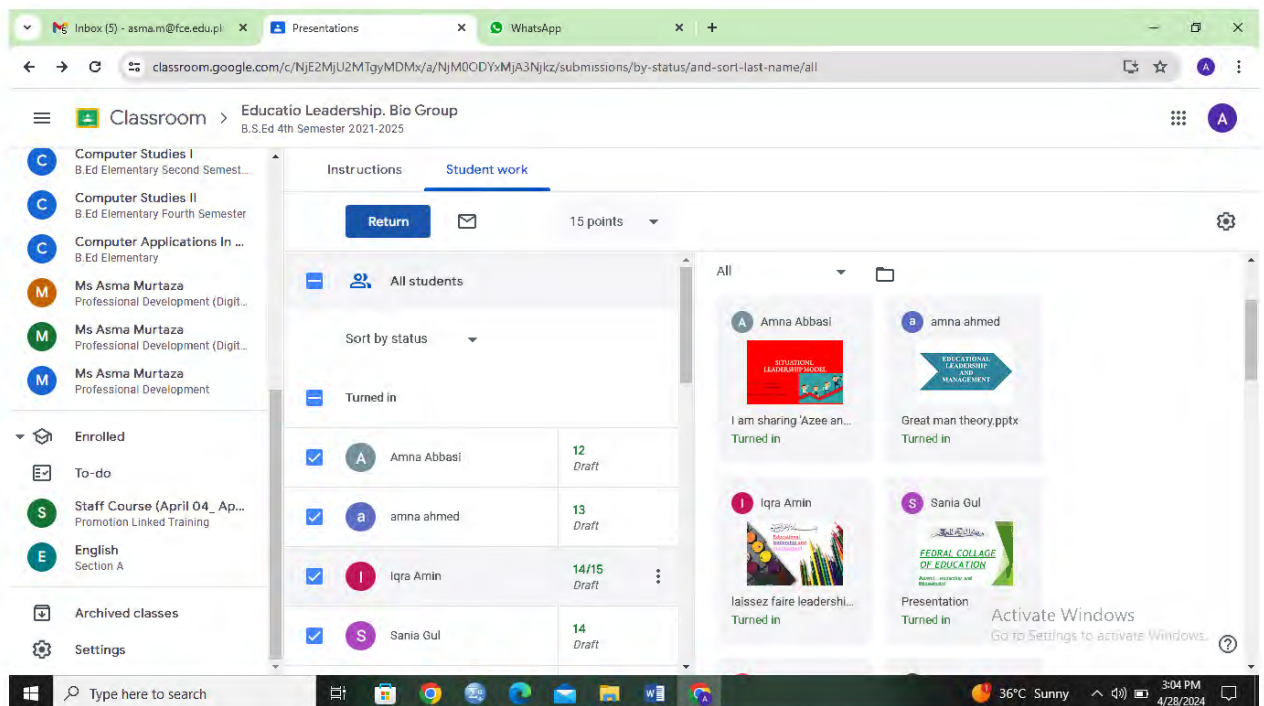 Inbox (5) - asma.m@fce.edu.pl
Presentations
WhatsApp
classroom.google.com/c/NjE2MjU2MTgyMDMx/a/NjM0ODYxMjA3Njkz/submissions/by-status/and-sort-last-name/all
A
Classroom > Educatio Leadership. Bio Group
B.S.Ed 4th Semester 2021-2025
A
C Computer Studies I
B.Ed Elementary Second Semest...
C Computer Studies II
B.Ed Elementary Fourth Semester
C Computer Applications In ...
B.Ed Elementary
M Ms Asma Murtaza
Professional Development (Digit...
M Ms Asma Murtaza
Professional Development (Digit...
M Ms Asma Murtaza
Professional Development
Enrolled
To-do
S Staff Course (April 04_ Ap...
Promotion Linked Training
E English
Section A
Archived classes
Settings
Instructions Student work
Return 15 points
All students
Sort by status
Turned in
A Amna Abbasi 12
Draft
a amna ahmed 13
Draft
I Iqra Amin 14/15
Draft
S Sania Gul 14
Draft
All
A Amna Abbasi
SITUATIONL
LEADERSHIP MODEL
I am sharing 'Azee an...
Turned in
a amna ahmed
EDUCATIONAL
LEADERSHIP
AND
MANAGEMENT
Great man theory.pptx
Turned in
I Iqra Amin
Educational
leadership and
management
laissez faire leadershi...
Turned in
S Sania Gul
FEDRAL COLLAGE
OF EDUCATION
Presentation
Turned in
Activate Windows
Go to Settings to activate Windows.
Type here to search
36°C Sunny
3:04 PM
4/28/2024